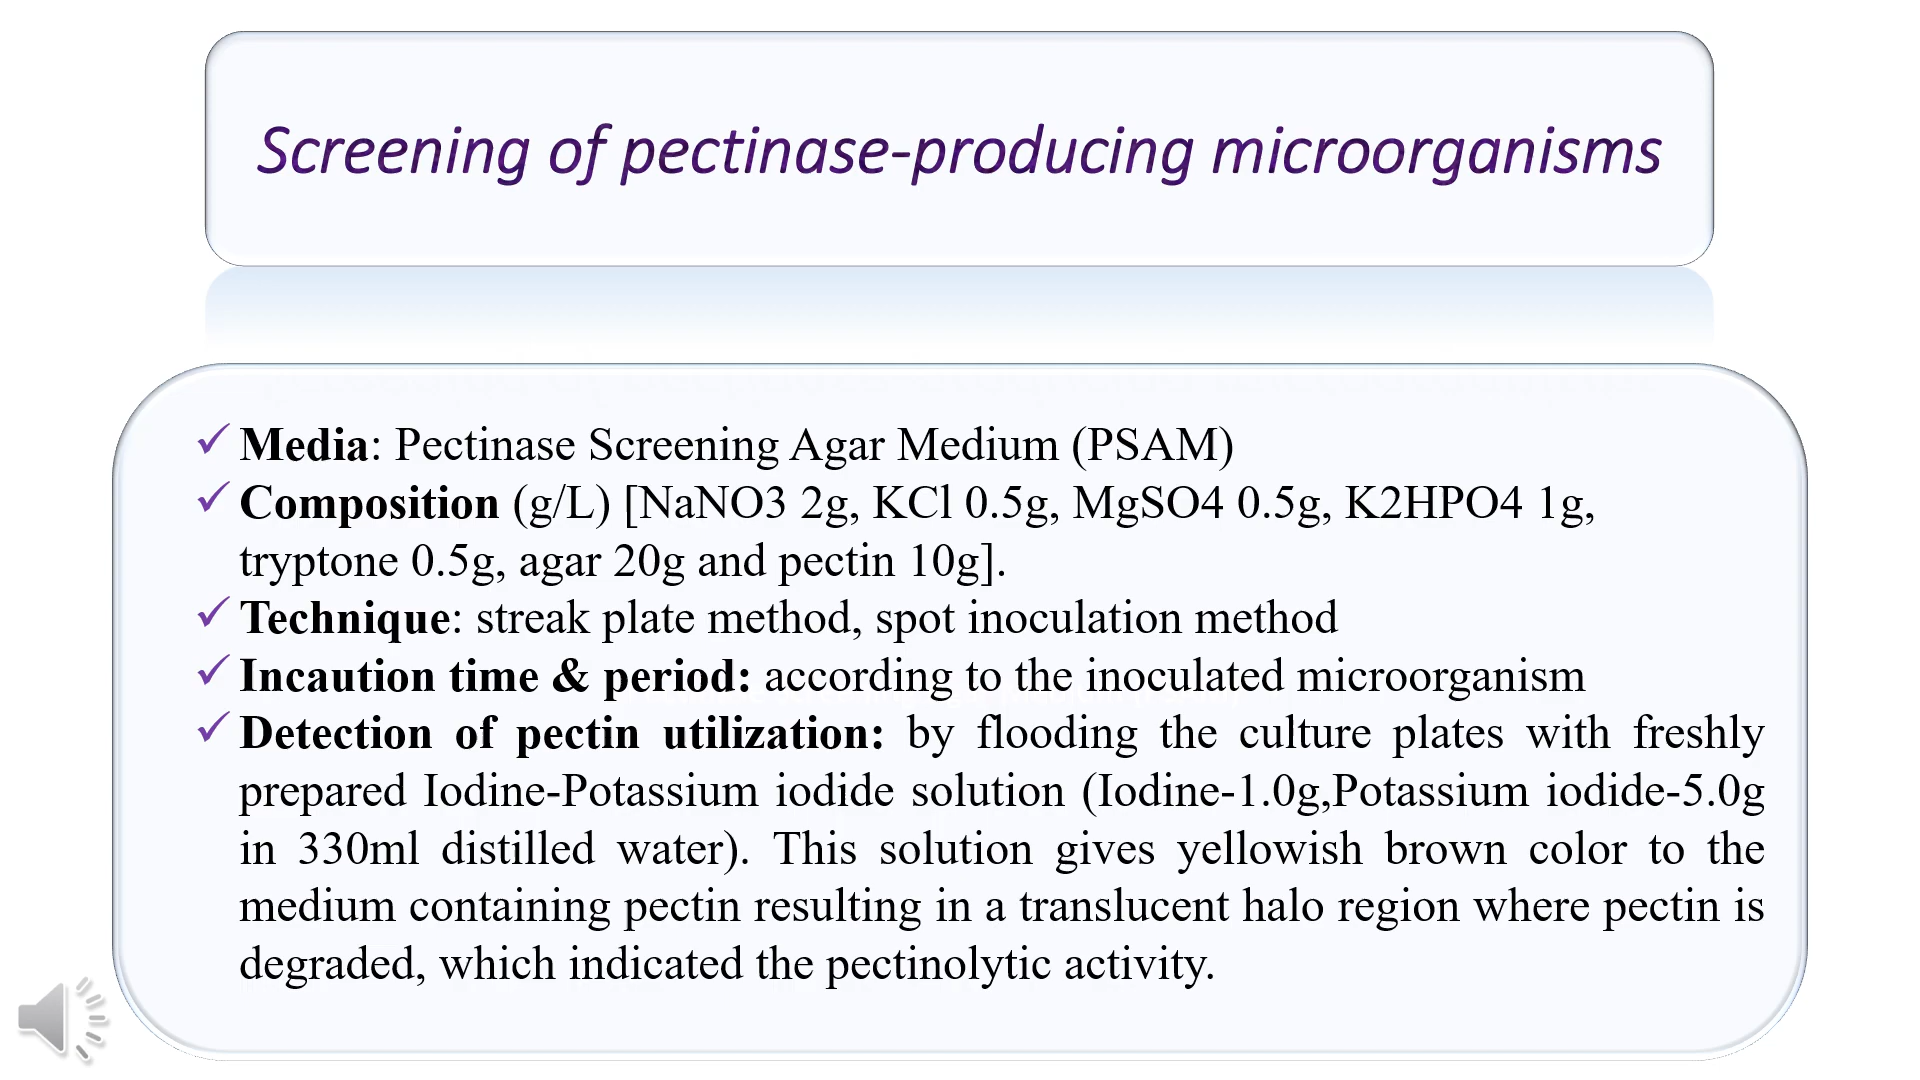 Screening of pectinase-producing microorganisms
✓ Media: Pectinase Screening Agar Medium (PSAM)
✓ Composition (g/L) [NaNO3 2g, KCl 0.5g, MgSO4 0.5g, K2HPO4 1g,
tryptone 0.5g, agar 20g and pectin 10g].
✓ Technique: streak plate method, spot inoculation method
✓ Incaution time & period: according to the inoculated microorganism
✓ Detection of pectin utilization: by flooding the culture plates with freshly
prepared Iodine-Potassium iodide solution (Iodine-1.0g,Potassium iodide-5.0g
in 330ml distilled water). This solution gives yellowish brown color to the
medium containing pectin resulting in a translucent halo region where pectin is
degraded, which indicated the pectinolytic activity.